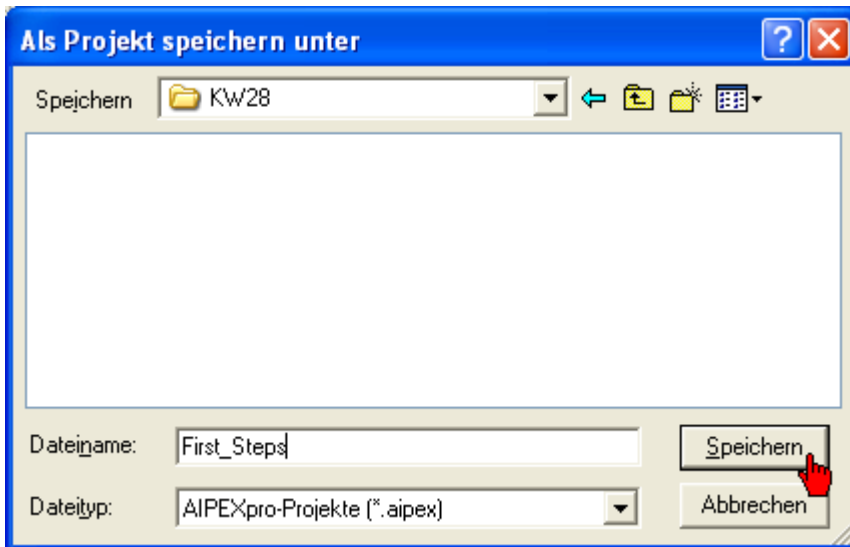 Als Projekt speichern unter
Speichern KW28
Dateiname: First_Steps Speichern
Dateityp: AIPEXpro-Projekte (*.aipex) Abbrechen